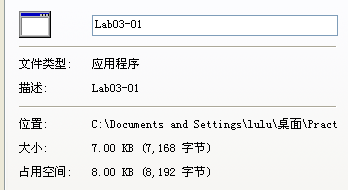 Lab03-01
文件类型: 应用程序
描述: Lab03-01
位置: C:\Documents and Settings\lulu\桌面\Pract
大小: 7.00 KB (7,168 字节)
占用空间: 8.00 KB (8,192 字节)